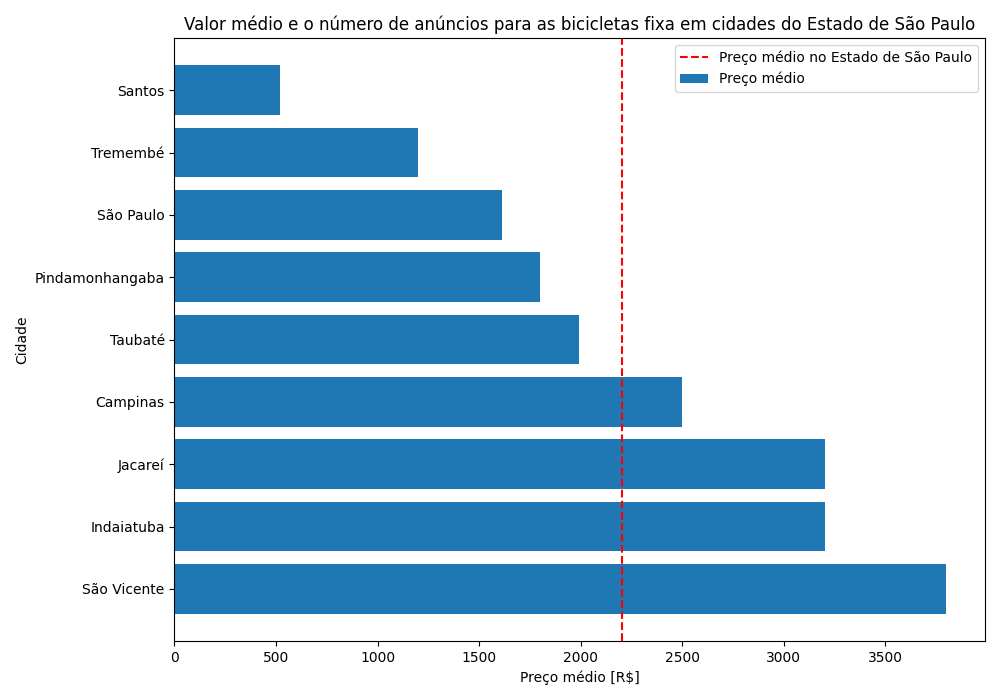 Valor médio e o número de anúncios para as bicicletas fixa em cidades do Estado de São Paulo
Preço médio no Estado de São Paulo
Preço médio
Santos
Tremembé
São Paulo
Pindamonhangaba
Taubaté
Campinas
Jacareí
Indaiatuba
São Vicente
Cidade
0 500 1000 1500 2000 2500 3000 3500
Preço médio [R$]